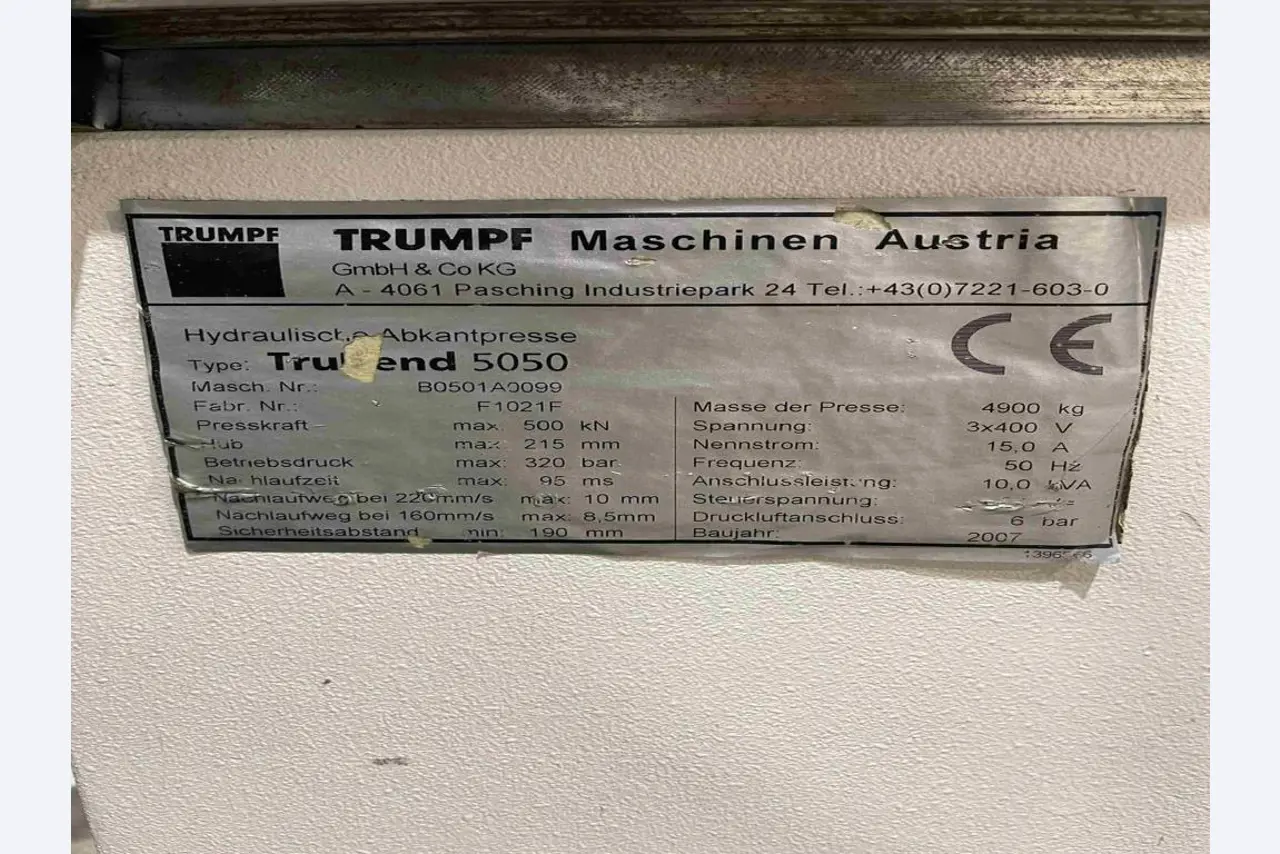 TRUMPF
TRUMPF Maschinen Austria
GmbH & Co KG
A - 4061 Pasching Industriepark 24 Tel.:+43(0)7221-603-0
Hydraulische Abkantpresse
Type: TruBend 5050
Masch. Nr.: B0501A0099
Fabr. Nr.: F1021F
Presskraft max: 500 kN
Hub max: 215 mm
Betriebsdruck max: 320 bar
Nachlaufzeit max: 95 ms
Nachlaufweg bei 220mm/s max: 10 mm
Nachlaufweg bei 160mm/s max: 8,5mm
Sicherheitsabstand min: 190 mm
CE
Masse der Presse: 4900 kg
Spannung: 3x400 V
Nennstrom: 15,0 A
Frequenz: 50 Hz
Anschlussleistung: 10,0 kVA
Steuerspannung:
Druckluftanschluss: 6 bar
Baujahr: 2007